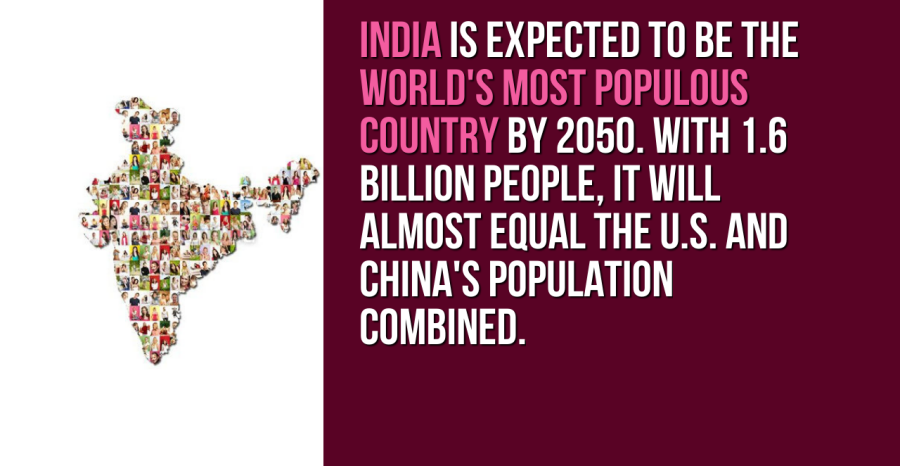 INDIA IS EXPECTED TO BE THE
WORLD'S MOST POPULOUS
COUNTRY BY 2050. WITH 1.6
BILLION PEOPLE, IT WILL
ALMOST EQUAL THE U.S. AND
CHINA'S POPULATION
COMBINED.